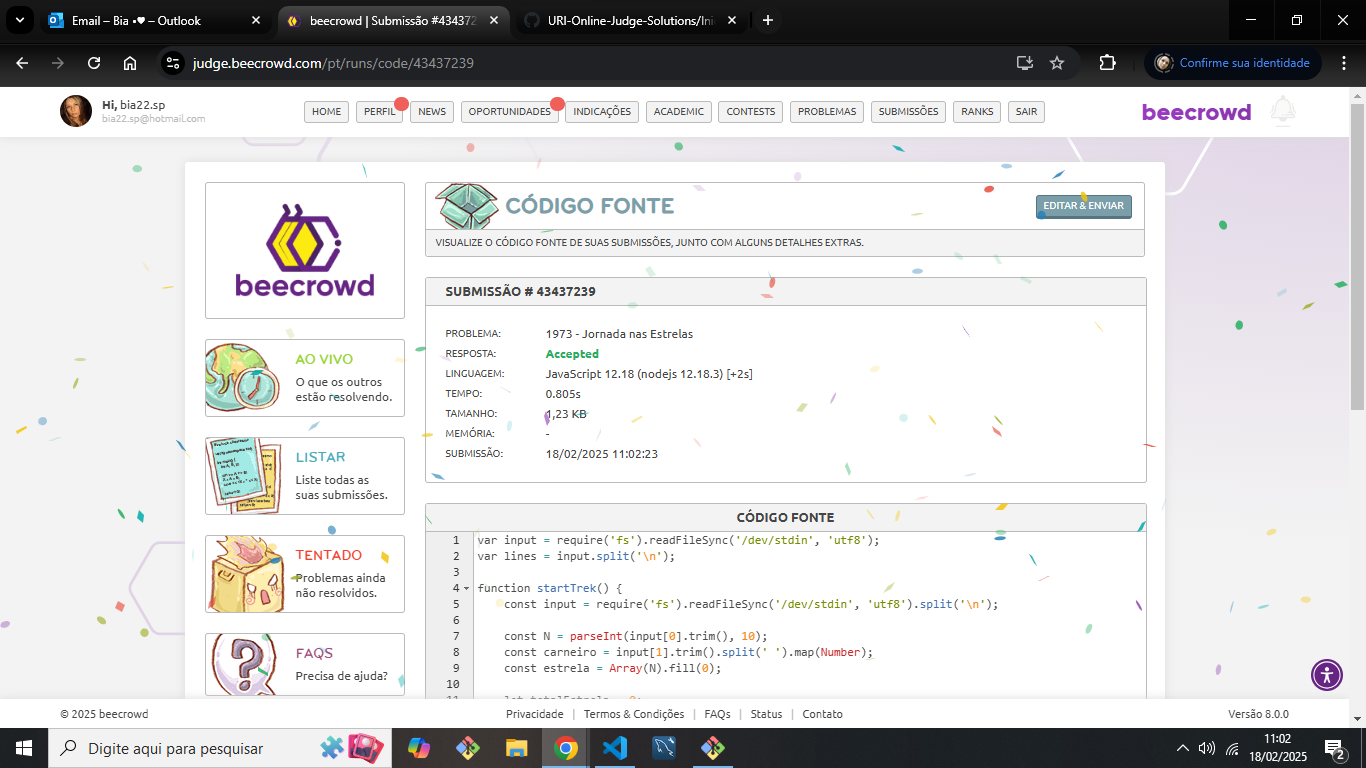 Email – Bia •♥ – Outlook
beecrowd | Submissão #434372
URI-Online-Judge-Solutions/Ini
judge.beecrowd.com/pt/runs/code/43437239
Confirme sua identidade
Hi, bia22.sp
bia22.sp@hotmail.com
HOME
PERFIL
NEWS
OPORTUNIDADES
INDICAÇÕES
ACADEMIC
CONTESTS
PROBLEMAS
SUBMISSÕES
RANKS
SAIR
beecrowd
beecrowd
AO VIVO
O que os outros
estão resolvendo.
LISTAR
Liste todas as
suas submissões.
TENTADO
Problemas ainda
não resolvidos.
FAQS
Precisa de ajuda?
CÓDIGO FONTE
EDITAR & ENVIAR
VISUALIZE O CÓDIGO FONTE DE SUAS SUBMISSÕES, JUNTO COM ALGUNS DETALHES EXTRAS.
SUBMISSÃO # 43437239
PROBLEMA: 1973 - Jornada nas Estrelas
RESPOSTA: Accepted
LINGUAGEM: JavaScript 12.18 (nodejs 12.18.3) [+2s]
TEMPO: 0.805s
TAMANHO: 1,23 KB
MEMÓRIA: -
SUBMISSÃO: 18/02/2025 11:02:23
CÓDIGO FONTE
1 var input = require('fs').readFileSync('/dev/stdin', 'utf8');
2 var lines = input.split('\n');
3
4 function startTrek() {
5 const input = require('fs').readFileSync('/dev/stdin', 'utf8').split('\n');
6
7 const N = parseInt(input[0].trim(), 10);
8 const carneiro = input[1].trim().split(' ').map(Number);
9 const estrela = Array(N).fill(0);
10
© 2025 beecrowd
Privacidade | Termos & Condições | FAQs | Status | Contato
Versão 8.0.0
Digite aqui para pesquisar
11:02
18/02/2025
2